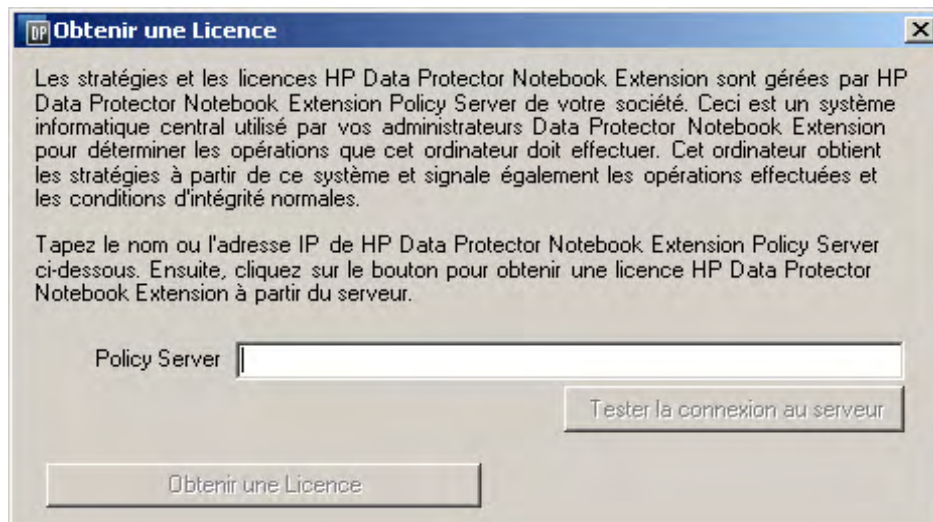 DP Obtenir une Licence
Les stratégies et les licences HP Data Protector Notebook Extension sont gérées par HP
Data Protector Notebook Extension Policy Server de votre société. Ceci est un système
informatique central utilisé par vos administrateurs Data Protector Notebook Extension
pour déterminer les opérations que cet ordinateur doit effectuer. Cet ordinateur obtient
les stratégies à partir de ce système et signale également les opérations effectuées et
les conditions d'intégrité normales.
Tapez le nom ou l'adresse IP de HP Data Protector Notebook Extension Policy Server
ci-dessous. Ensuite, cliquez sur le bouton pour obtenir une licence HP Data Protector
Notebook Extension à partir du serveur.
Policy Server
Tester la connexion au serveur
Obtenir une Licence